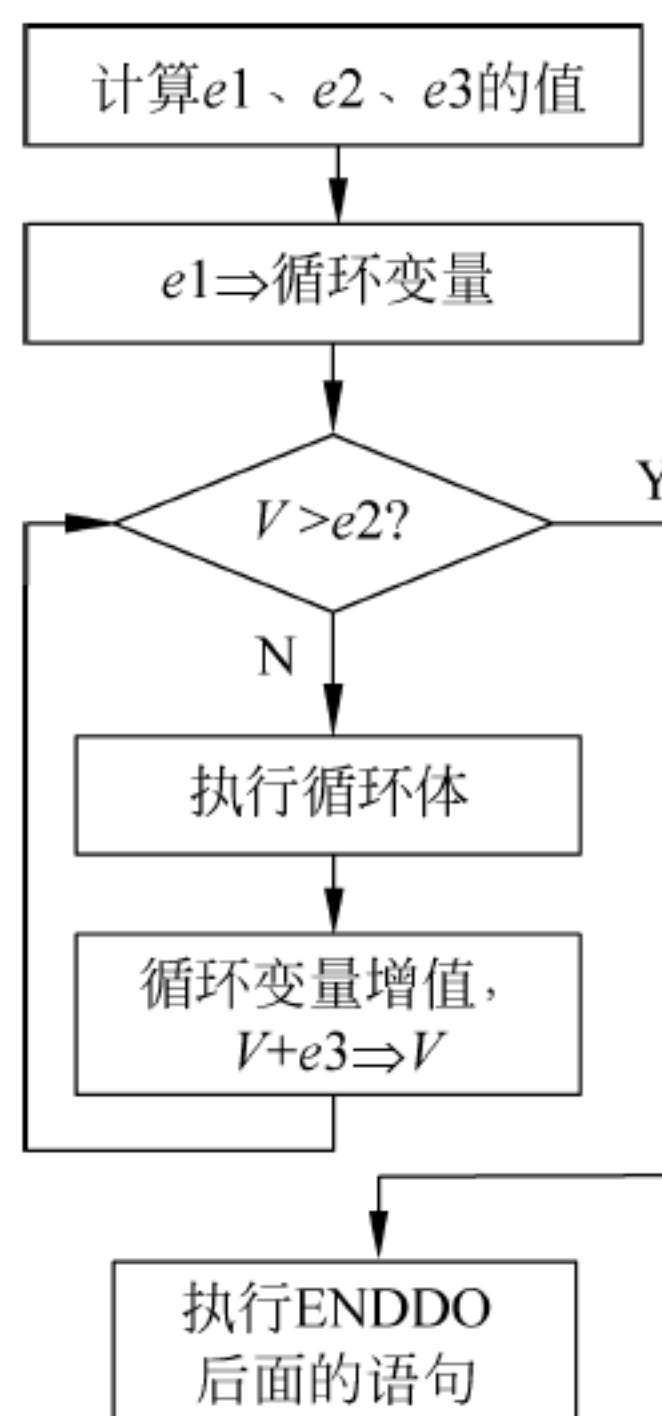 计算e1、e2、e3的值
e1⇒循环变量
V>e2?
Y
N
执行循环体
循环变量增值,
V+e3⇒V
执行ENDDO
后面的语句